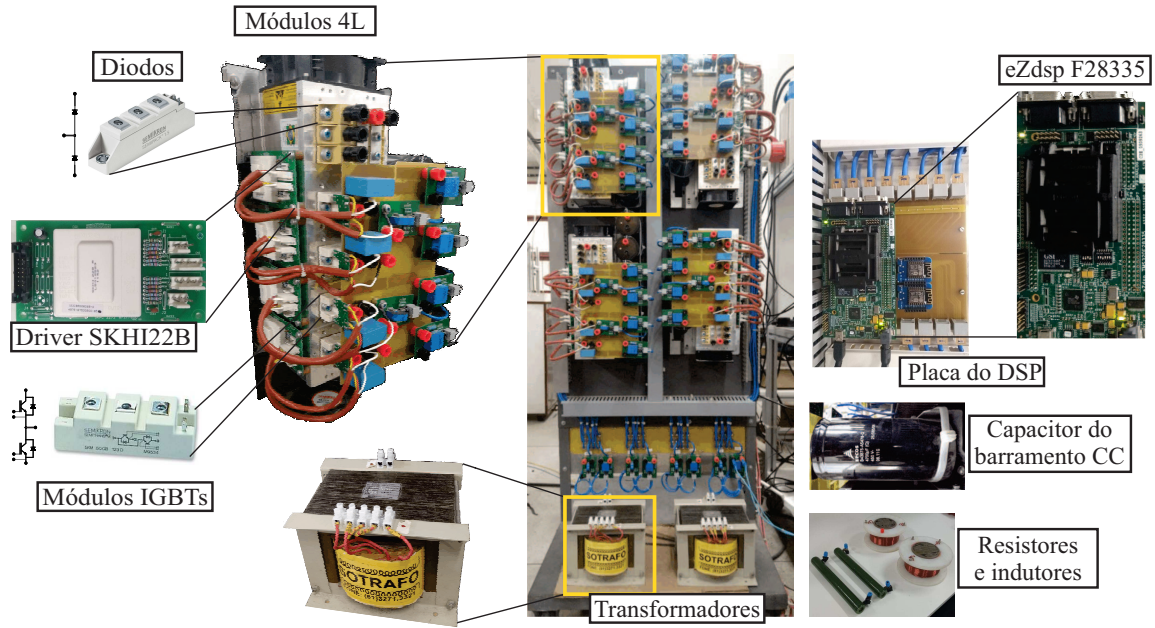 Módulos 4L
Diodos
eZdsp F28335
SEMIKRON
Driver SKHI22B
Placa do DSP
Módulos IGBTs
Capacitor do
barramento CC
SOTRAFO
SOTRAFO
SOTRAFO
Transformadores
Resistores
e indutores